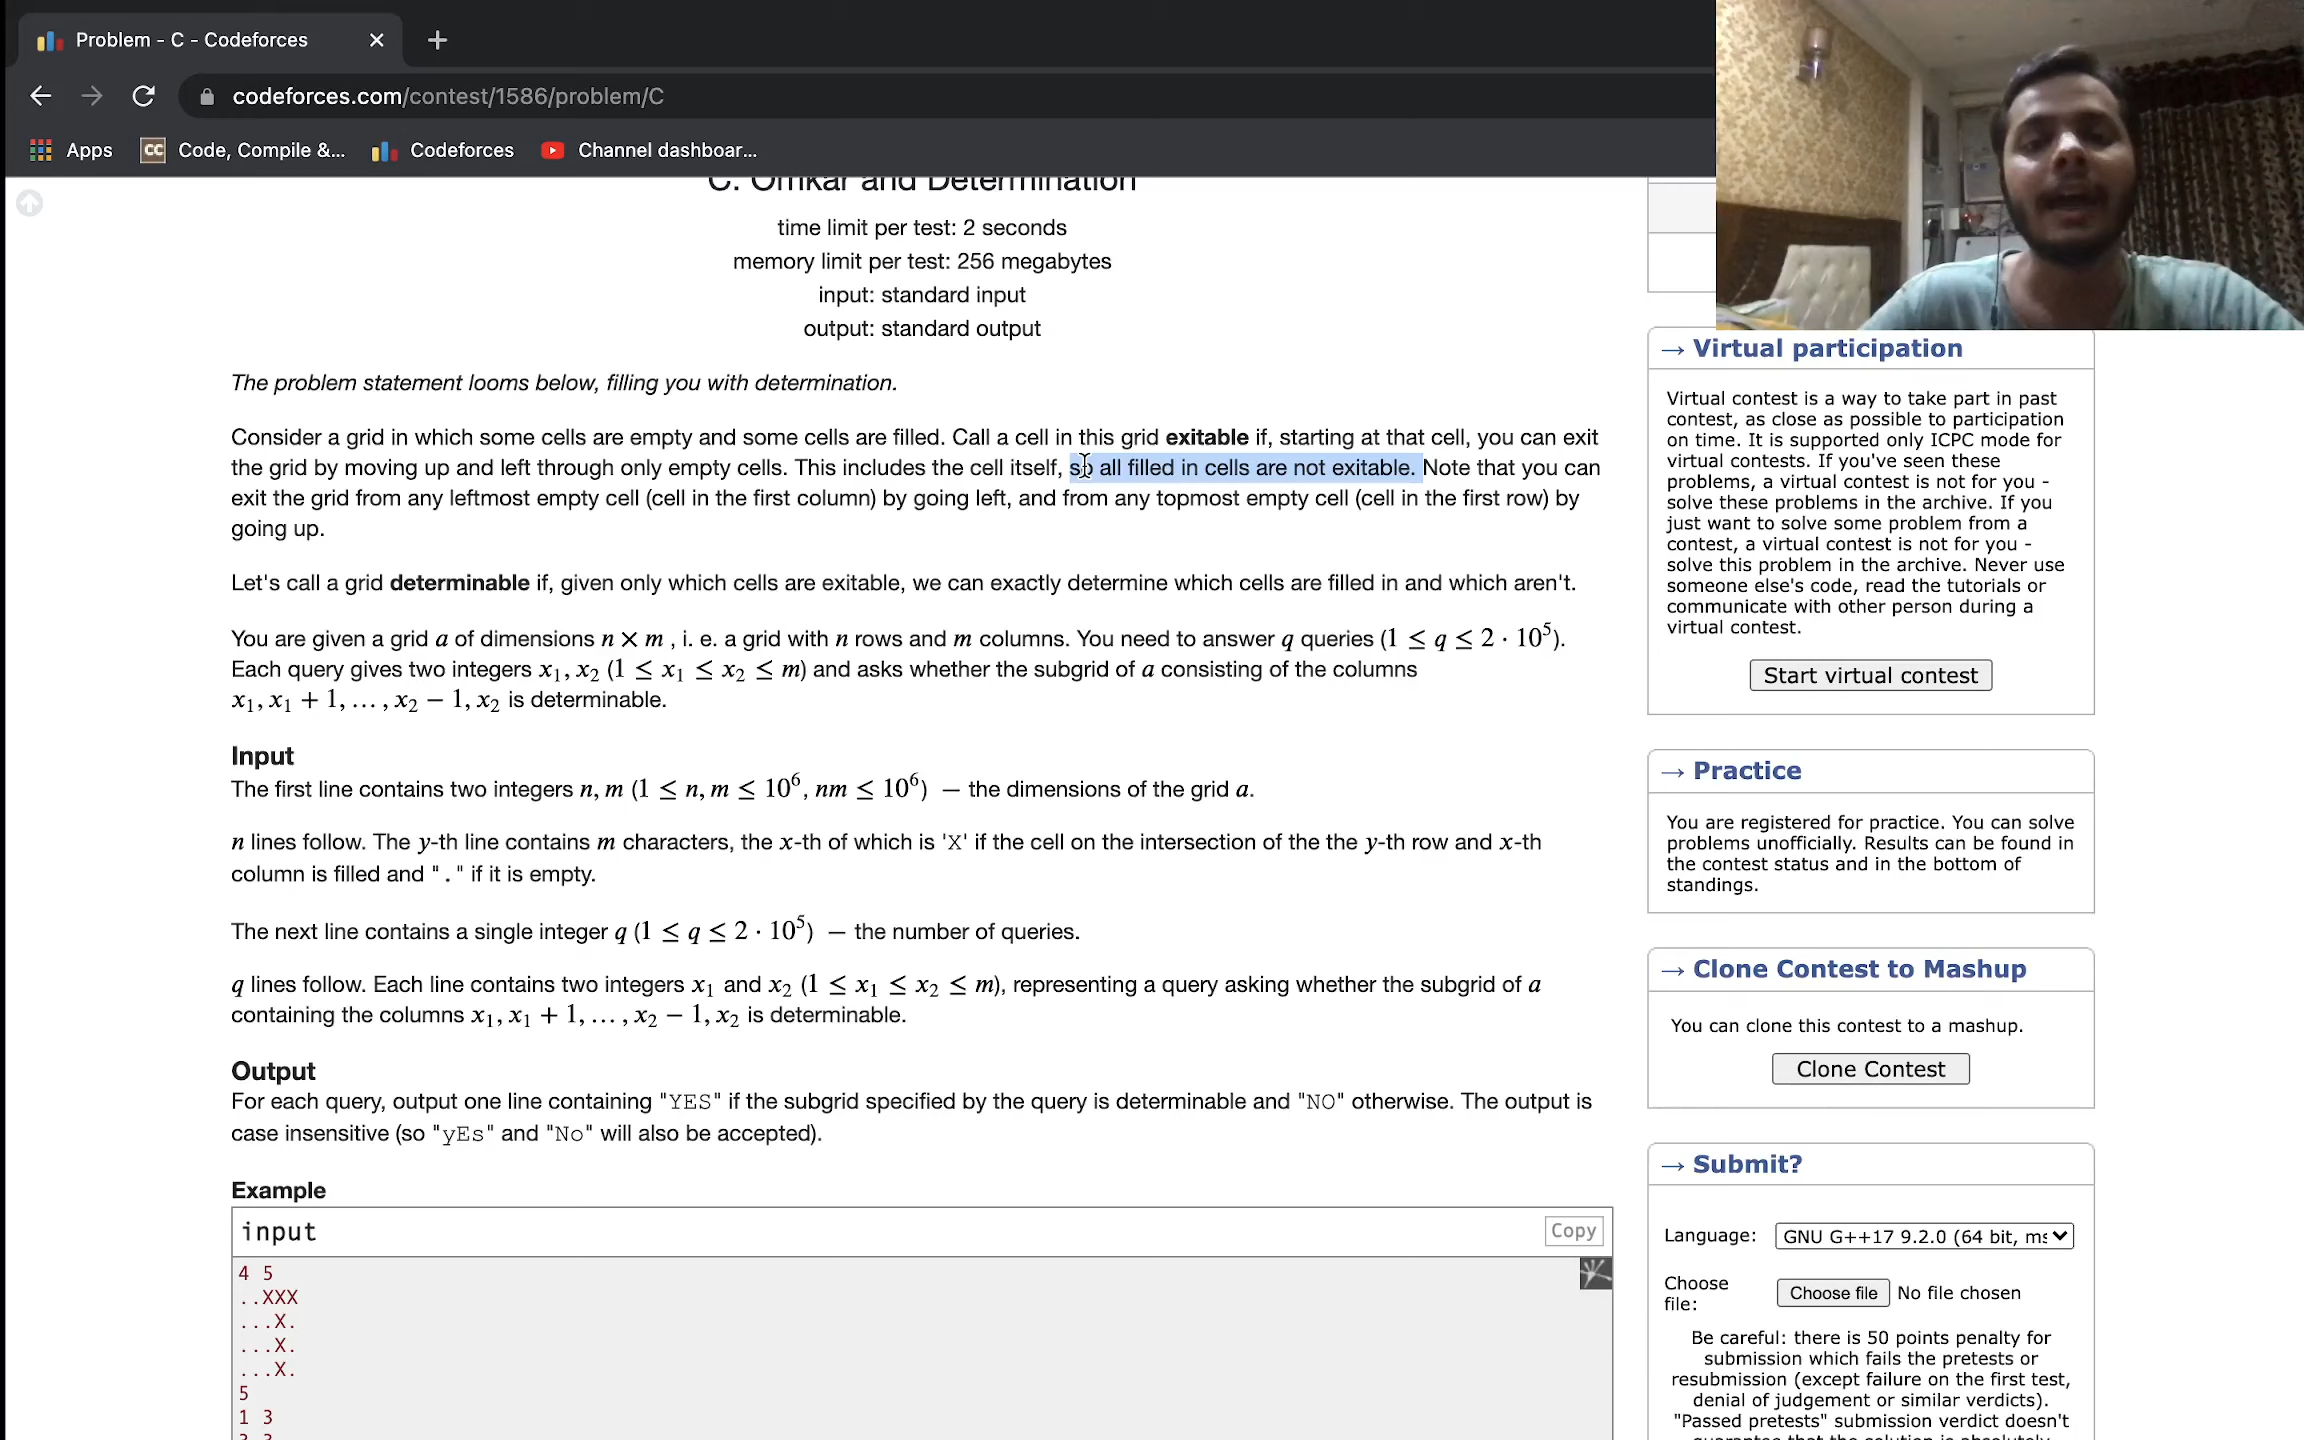 Problem - C - Codeforces
codeforces.com/contest/1586/problem/C
Apps
CC Code, Compile &...
Codeforces
Channel dashboar...
C. Omkar and Determination
time limit per test: 2 seconds
memory limit per test: 256 megabytes
input: standard input
output: standard output
The problem statement looms below, filling you with determination.
Consider a grid in which some cells are empty and some cells are filled. Call a cell in this grid exitable if, starting at that cell, you can exit
the grid by moving up and left through only empty cells. This includes the cell itself, so all filled in cells are not exitable. Note that you can
exit the grid from any leftmost empty cell (cell in the first column) by going left, and from any topmost empty cell (cell in the first row) by
going up.
Let's call a grid determinable if, given only which cells are exitable, we can exactly determine which cells are filled in and which aren't.
You are given a grid a of dimensions n × m , i. e. a grid with n rows and m columns. You need to answer q queries (1 ≤ q ≤ 2 · 10⁵).
Each query gives two integers x₁, x₂ (1 ≤ x₁ ≤ x₂ ≤ m) and asks whether the subgrid of a consisting of the columns
x₁, x₁ + 1, … , x₂ − 1, x₂ is determinable.
Input
The first line contains two integers n, m (1 ≤ n, m ≤ 10⁶, nm ≤ 10⁶) — the dimensions of the grid a.
n lines follow. The y-th line contains m characters, the x-th of which is 'X' if the cell on the intersection of the the y-th row and x-th
column is filled and "." if it is empty.
The next line contains a single integer q (1 ≤ q ≤ 2 · 10⁵) — the number of queries.
q lines follow. Each line contains two integers x₁ and x₂ (1 ≤ x₁ ≤ x₂ ≤ m), representing a query asking whether the subgrid of a
containing the columns x₁, x₁ + 1, … , x₂ − 1, x₂ is determinable.
Output
For each query, output one line containing "YES" if the subgrid specified by the query is determinable and "NO" otherwise. The output is
case insensitive (so "yEs" and "No" will also be accepted).
Example
input
Copy
4 5
..XXX
...X.
...X.
...X.
5
1 3
→ Virtual participation
Virtual contest is a way to take part in past
contest, as close as possible to participation
on time. It is supported only ICPC mode for
virtual contests. If you've seen these
problems, a virtual contest is not for you -
solve these problems in the archive. If you
just want to solve some problem from a
contest, a virtual contest is not for you -
solve this problem in the archive. Never use
someone else's code, read the tutorials or
communicate with other person during a
virtual contest.
Start virtual contest
→ Practice
You are registered for practice. You can solve
problems unofficially. Results can be found in
the contest status and in the bottom of
standings.
→ Clone Contest to Mashup
You can clone this contest to a mashup.
Clone Contest
→ Submit?
Language: GNU G++17 9.2.0 (64 bit, ms
Choose
file:
Choose file No file chosen
Be careful: there is 50 points penalty for
submission which fails the pretests or
resubmission (except failure on the first test,
denial of judgement or similar verdicts).
"Passed pretests" submission verdict doesn't
guarantee that the solution is absolutely